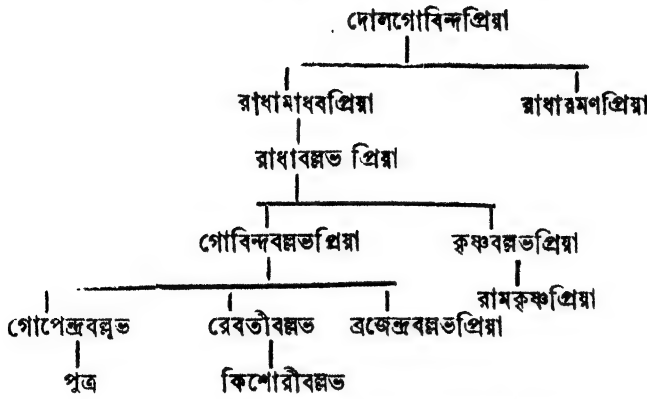 দোলগোবিন্দপ্রিয়া
রাধামাধবপ্রিয়া রাধারমণপ্রিয়া
রাধাবল্লভ প্রিয়া
গোবিন্দবল্লভপ্রিয়া কৃষ্ণবল্লভপ্রিয়া
রামকৃষ্ণপ্রিয়া
গোপেন্দ্রবল্লভ রেবতীবল্লভ ব্রজেন্দ্রবল্লভপ্রিয়া
পুত্র কিশোরীবল্লভ